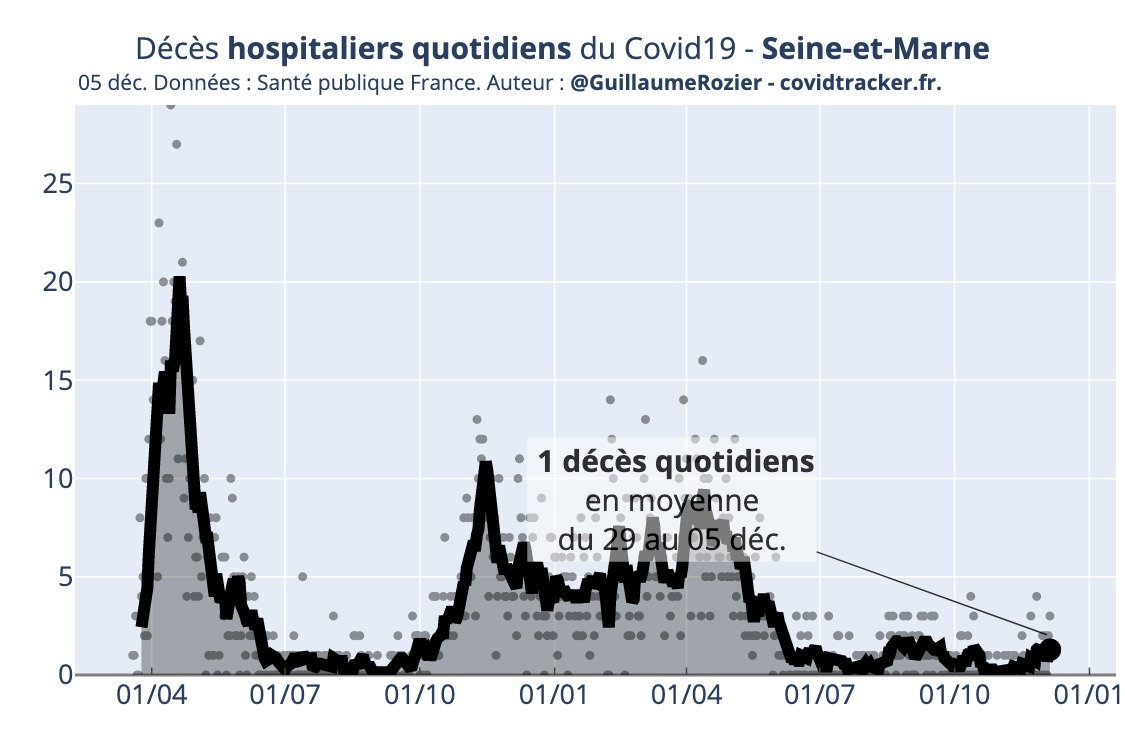 Décès hospitaliers quotidiens du Covid19 - Seine-et-Marne
05 déc. Données : Santé publique France. Auteur : @GuillaumeRozier - covidtracker.fr.
25
20
15
10
5
0
1 décès quotidiens
en moyenne
du 29 au 05 déc.
01/04 01/07 01/10 01/01 01/04 01/07 01/10 01/01